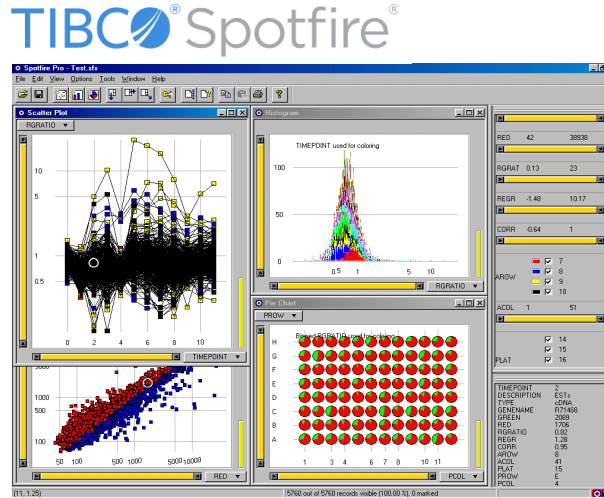 TIBCO® Spotfire®
Spotfire Pro - Test.sfs
File Edit View Options Tools Window Help
Scatter Plot
RGRATIO
10
5
1
0.5
0 2 4 6 8 10
TIMEPOINT
1000
500
100
50 100 500 1000 5000 10000
RED
Histogram
TIMEPOINT used for coloring
100
50
0
0.5 1 5 10
RGRATIO
Pie Chart
PROW
Binned RGRATIO used for coloring
H
G
F
E
D
C
B
A
1 3 4 6 7 8 10 11
PCOL
RED 42 38938
RGRAT 0.13 23
REGR -1.48 10.17
CORR -0.64 1
AROW
7
8
9
10
ACOL 1 51
PLAT
14
15
16
TIMEPOINT 2
DESCRIPTION ESTs
TYPE cDNA
GENENAME R71468
GREEN 2089
RED 1706
RGRATIO 0.82
REGR 1.28
CORR 0.95
AROW 8
ACOL 41
PLAT 15
PROW E
PCOL 4
(11, 1.25)
5760 out of 5760 records visible (100.00 %), 0 marked